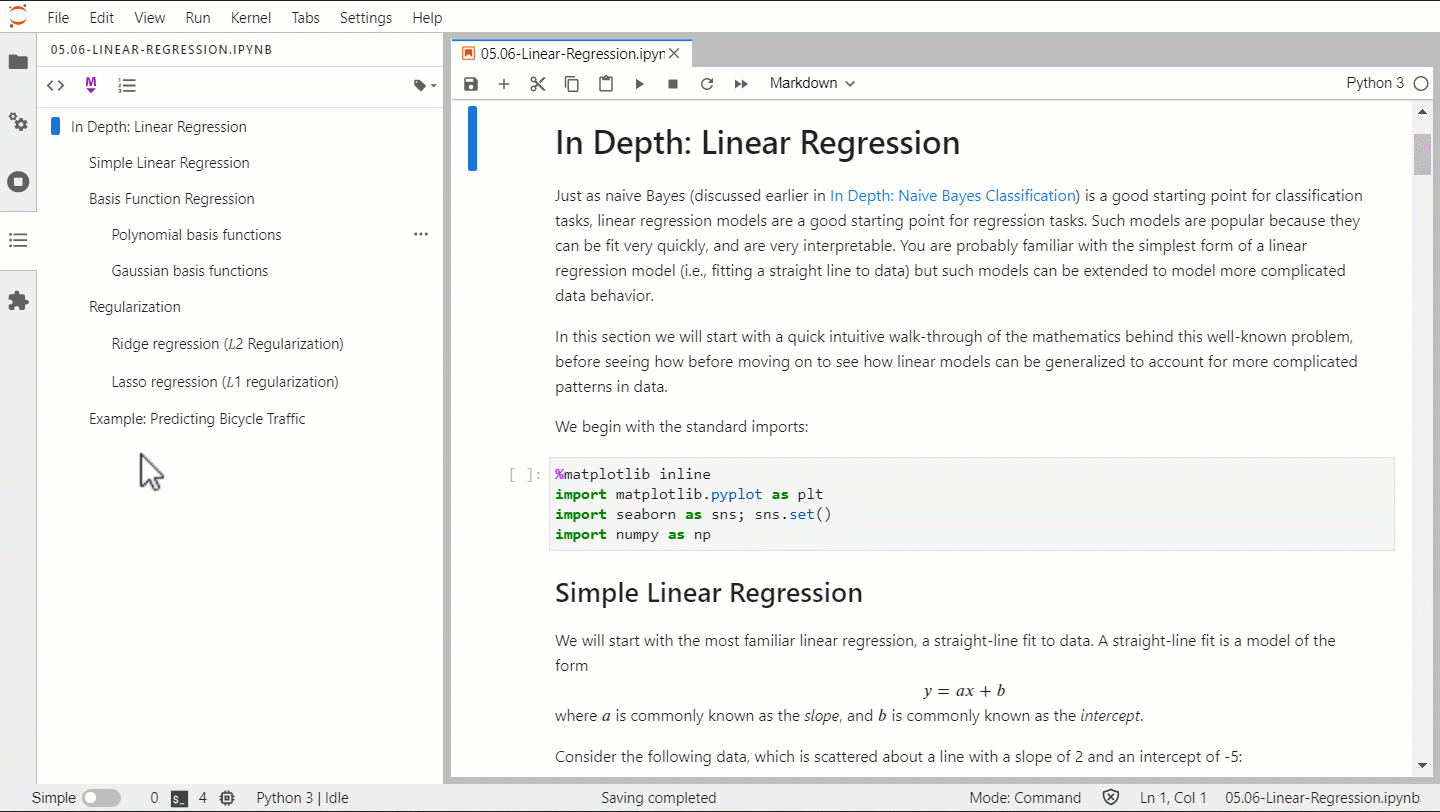 File Edit View Run Kernel Tabs Settings Help
05.06-LINEAR-REGRESSION.IPYNB
In Depth: Linear Regression
Simple Linear Regression
Basis Function Regression
Polynomial basis functions
Gaussian basis functions
Regularization
Ridge regression (L2 Regularization)
Lasso regression (L1 regularization)
Example: Predicting Bicycle Traffic
05.06-Linear-Regression.ipyn
Markdown
Python 3
In Depth: Linear Regression
Just as naive Bayes (discussed earlier in In Depth: Naive Bayes Classification) is a good starting point for classification
tasks, linear regression models are a good starting point for regression tasks. Such models are popular because they
can be fit very quickly, and are very interpretable. You are probably familiar with the simplest form of a linear
regression model (i.e., fitting a straight line to data) but such models can be extended to model more complicated
data behavior.
In this section we will start with a quick intuitive walk-through of the mathematics behind this well-known problem,
before seeing how before moving on to see how linear models can be generalized to account for more complicated
patterns in data.
We begin with the standard imports:
[ ]: %matplotlib inline
import matplotlib.pyplot as plt
import seaborn as sns; sns.set()
import numpy as np
Simple Linear Regression
We will start with the most familiar linear regression, a straight-line fit to data. A straight-line fit is a model of the
form
y = ax + b
where a is commonly known as the slope, and b is commonly known as the intercept.
Consider the following data, which is scattered about a line with a slope of 2 and an intercept of -5:
Simple 0 4 Python 3 | Idle Saving completed Mode: Command Ln 1, Col 1 05.06-Linear-Regression.ipynb